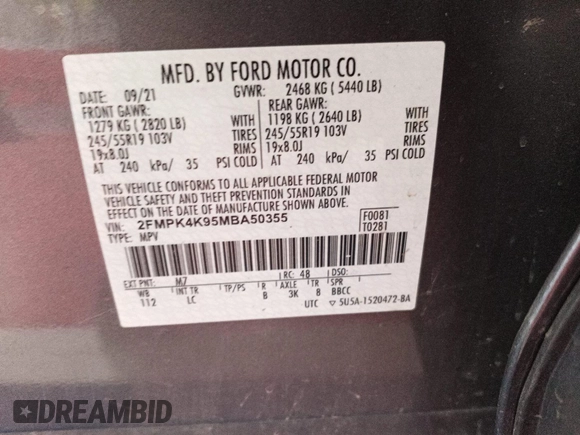 MFD. BY FORD MOTOR CO.
DATE: 09/21 GVWR: 2468 KG ( 5440 LB)
FRONT GAWR: REAR GAWR:
1279 KG ( 2820 LB) WITH 1198 KG ( 2640 LB) WITH
245/55R19 103V TIRES 245/55R19 103V TIRES
19x8.0J RIMS 19x8.0J RIMS
AT 240 kPa/ 35 PSI COLD AT 240 kPa/ 35 PSI COLD
THIS VEHICLE CONFORMS TO ALL APPLICABLE FEDERAL MOTOR
VEHICLE SAFETY AND THEFT PREVENTION STANDARDS IN
EFFECT ON THE DATE OF MANUFACTURE SHOWN ABOVE.
VIN: 2FMPK4K95MBA50355 F0081
TYPE: MPV T0281
EXT PNT: M7 RC: 48 DSO:
WB INT TR TP/PS R AXLE TR SPR
112 LC B 3K 8 BBCC
UTC ▽ 5U5A-1520472-BA
DREAMBID